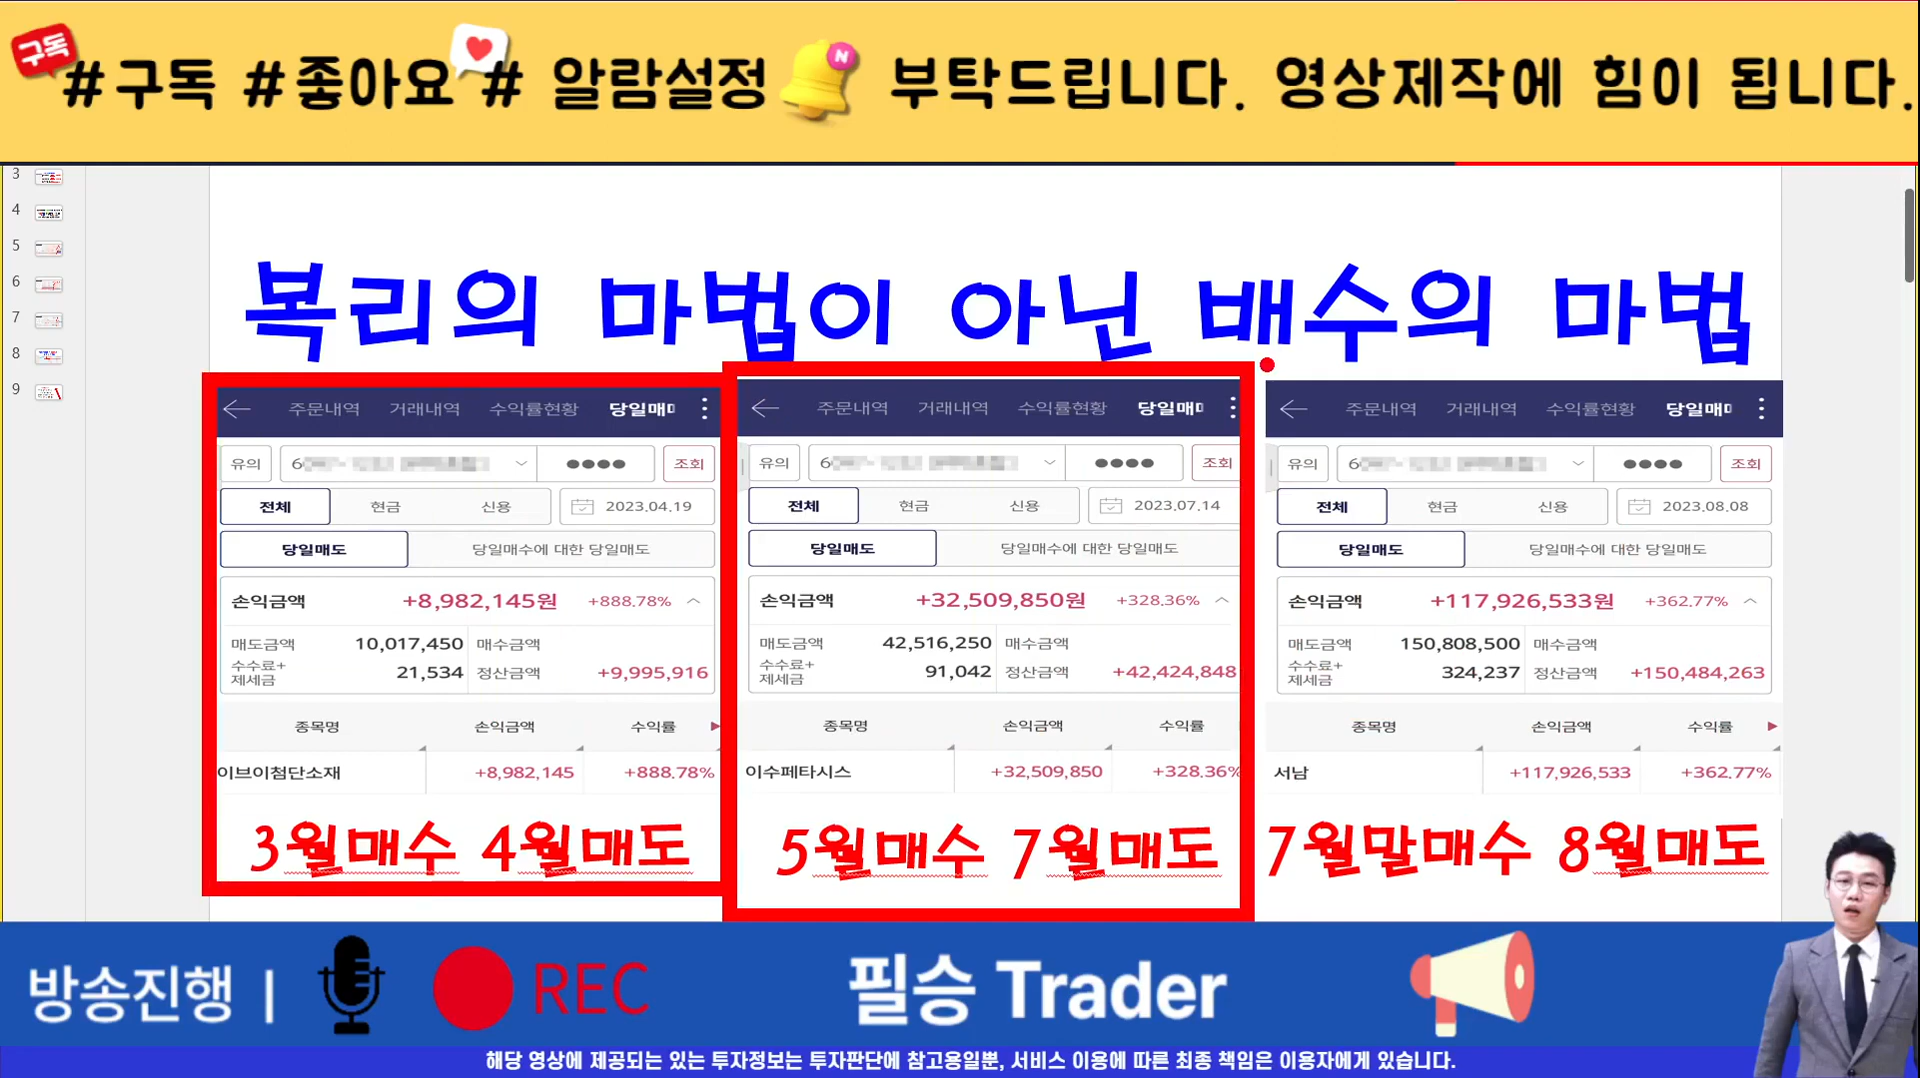 구독
N
#구독 #좋아요 # 알람설정 부탁드립니다. 영상제작에 힘이 됩니다.
3
4
5
6
7
8
9
복리의 마법이 아닌 배수의 마법
주문내역 거래내역 수익률현황 당일매
유의 6 ●●●● 조회
전체 현금 신용 2023.04.19
당일매도 당일매수에 대한 당일매도
손익금액 +8,982,145원 +888.78%
매도금액 10,017,450 매수금액
수수료+
제세금 21,534 정산금액 +9,995,916
종목명 손익금액 수익률
이브이첨단소재 +8,982,145 +888.78%
3월매수 4월매도
주문내역 거래내역 수익률현황 당일매
유의 6 ●●●● 조회
전체 현금 신용 2023.07.14
당일매도 당일매수에 대한 당일매도
손익금액 +32,509,850원 +328.36%
매도금액 42,516,250 매수금액
수수료+
제세금 91,042 정산금액 +42,424,848
종목명 손익금액 수익률
이수페타시스 +32,509,850 +328.36%
5월매수 7월매도
주문내역 거래내역 수익률현황 당일매
유의 6 ●●●● 조회
전체 현금 신용 2023.08.08
당일매도 당일매수에 대한 당일매도
손익금액 +117,926,533원 +362.77%
매도금액 150,808,500 매수금액
수수료+
제세금 324,237 정산금액 +150,484,263
종목명 손익금액 수익률
서남 +117,926,533 +362.77%
7월말매수 8월매도
방송진행 | REC 필승 Trader
해당 영상에 제공되는 있는 투자정보는 투자판단에 참고용일뿐, 서비스 이용에 따른 최종 책임은 이용자에게 있습니다.